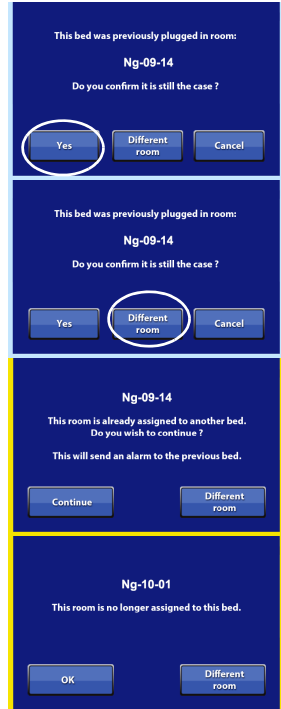 This bed was previously plugged in room:
Ng-09-14
Do you confirm it is still the case ?
Yes
Different
room
Cancel
This bed was previously plugged in room:
Ng-09-14
Do you confirm it is still the case ?
Yes
Different
room
Cancel
Ng-09-14
This room is already assigned to another bed.
Do you wish to continue ?
This will send an alarm to the previous bed.
Continue
Different
room
Ng-10-01
This room is no longer assigned to this bed.
OK
Different
room